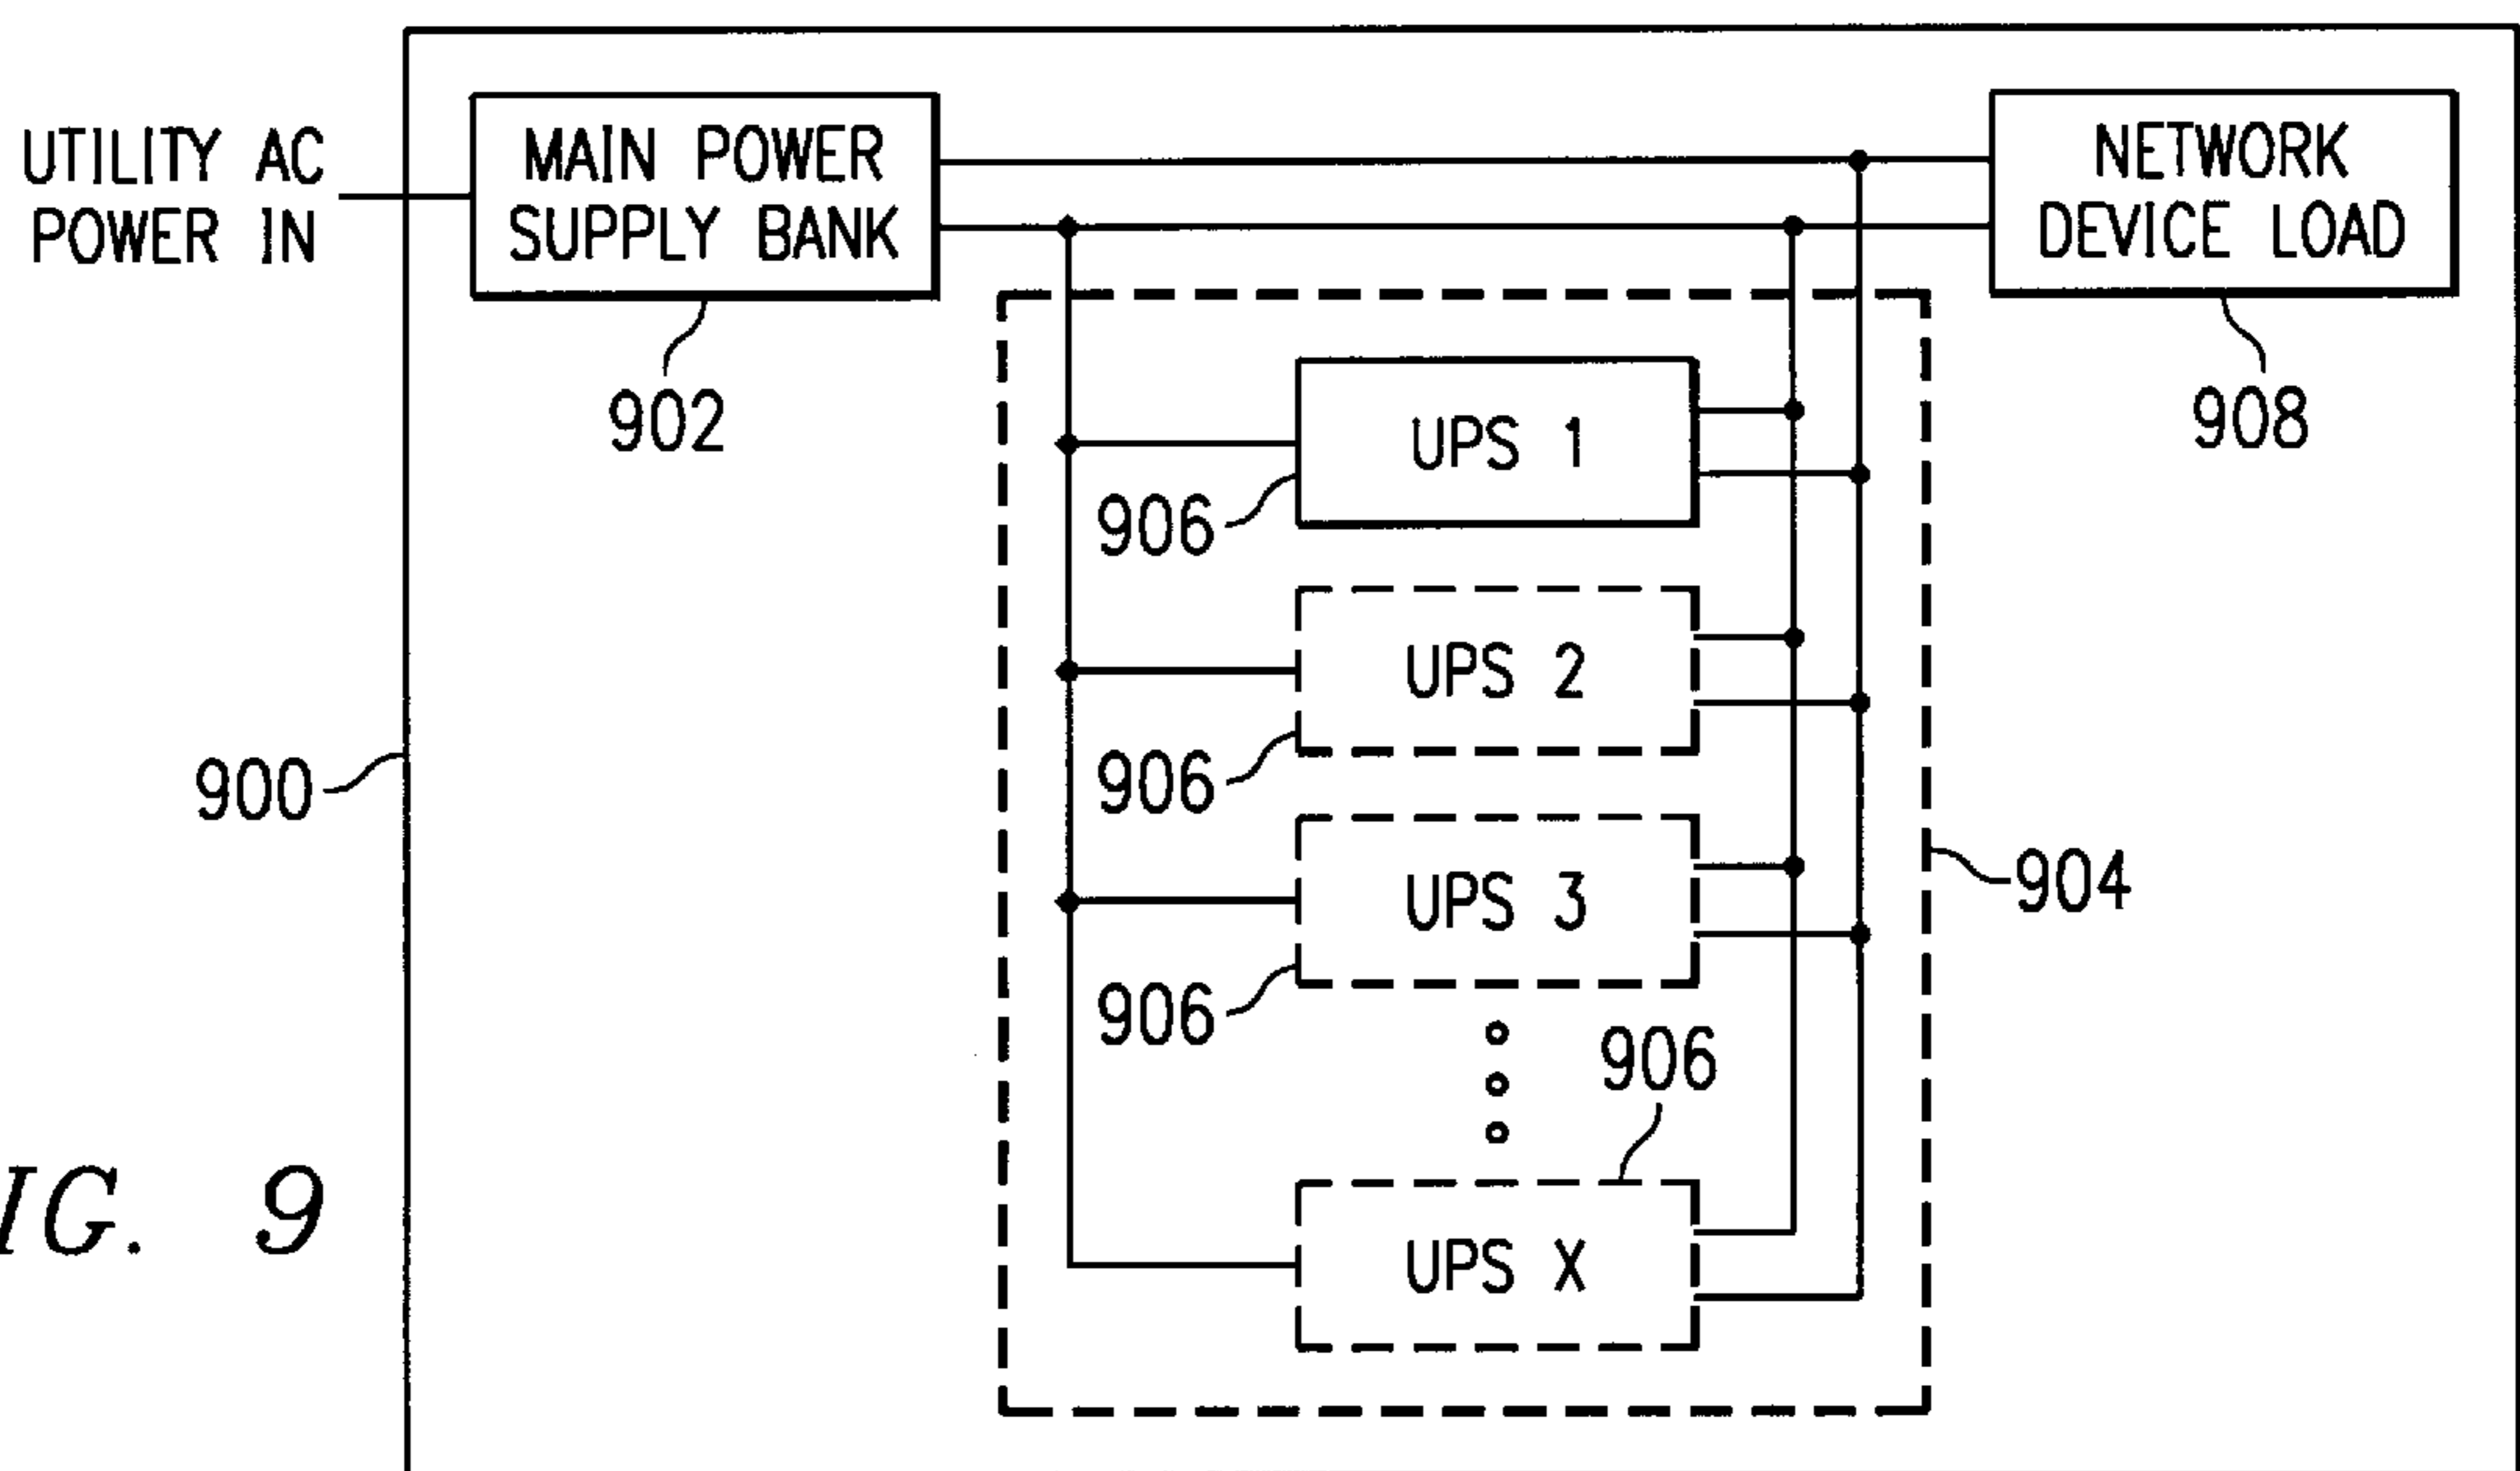 UTILITY AC
POWER IN
MAIN POWER
SUPPLY BANK
NETWORK
DEVICE LOAD
902
908
UPS 1
906
UPS 2
906
900
UPS 3
904
906
906
UPS X
IG. 9